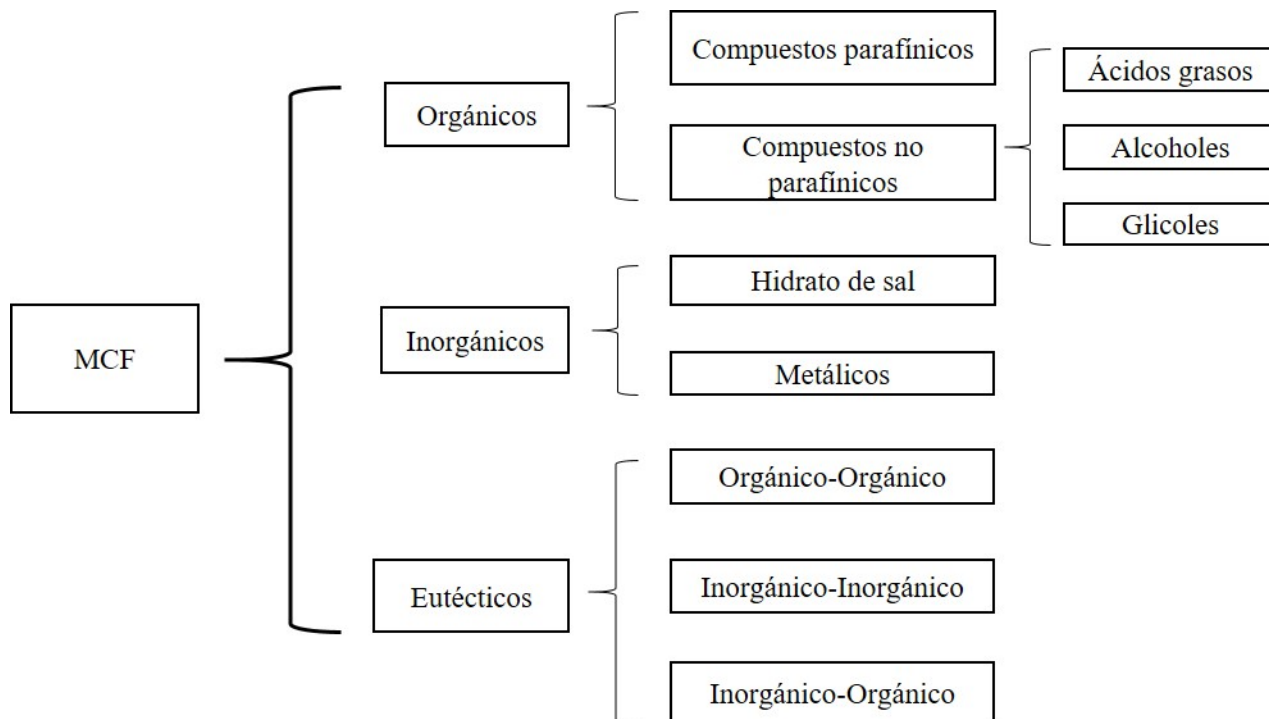 MCF
Orgánicos
Compuestos parafínicos
Compuestos no
parafínicos
Ácidos grasos
Alcoholes
Glicoles
Inorgánicos
Hidrato de sal
Metálicos
Eutécticos
Orgánico-Orgánico
Inorgánico-Inorgánico
Inorgánico-Orgánico